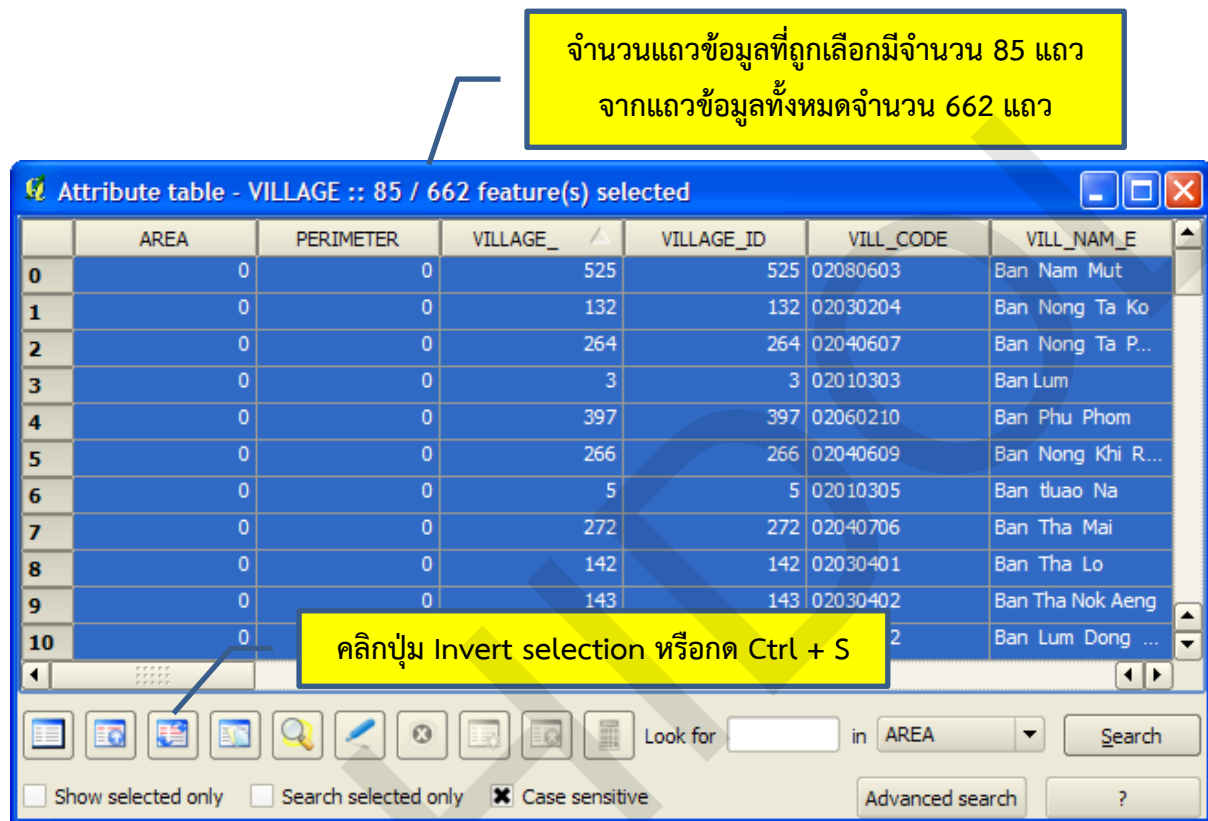 จำนวนแถวข้อมูลที่ถูกเลือกมีจำนวน 85 แถว
จากแถวข้อมูลทั้งหมดจำนวน 662 แถว
Attribute table - VILLAGE :: 85 / 662 feature(s) selected
AREA PERIMETER VILLAGE_ VILLAGE_ID VILL_CODE VILL_NAM_E
0 0 0 525 525 02080603 Ban Nam Mut
1 0 0 132 132 02030204 Ban Nong Ta Ko
2 0 0 264 264 02040607 Ban Nong Ta P...
3 0 0 3 3 02010303 Ban Lum
4 0 0 397 397 02060210 Ban Phu Phom
5 0 0 266 266 02040609 Ban Nong Khi R...
6 0 0 5 5 02010305 Ban tluao Na
7 0 0 272 272 02040706 Ban Tha Mai
8 0 0 142 142 02030401 Ban Tha Lo
9 0 0 143 143 02030402 Ban Tha Nok Aeng
10 0 2 Ban Lum Dong ...
คลิกปุ่ม Invert selection หรือกด Ctrl + S
Look for in AREA Search
Show selected only Search selected only Case sensitive Advanced search ?